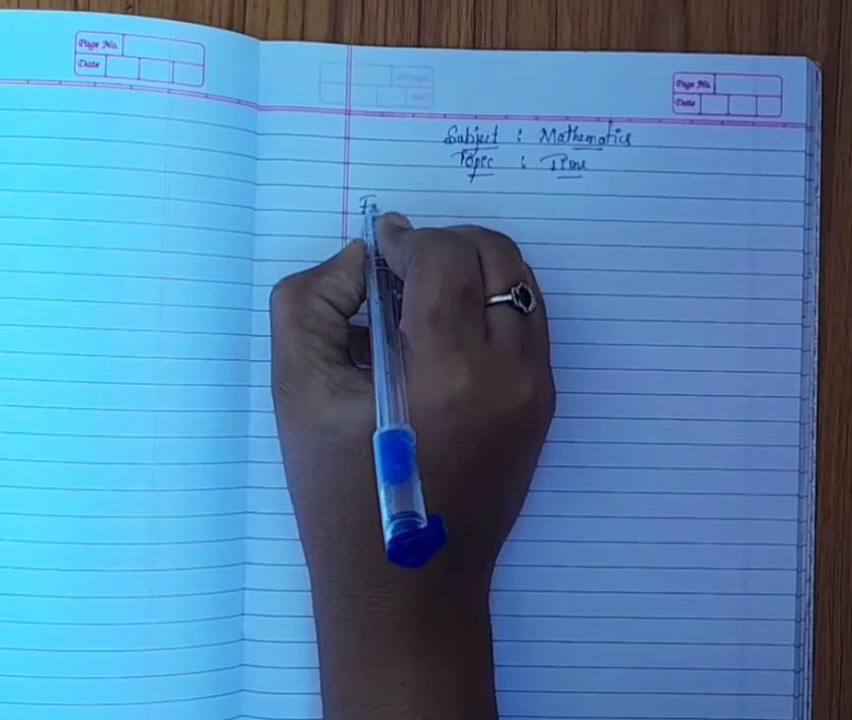 Page No.
Date
Page No.
Date
Subject : Mathematics
Topic : Time